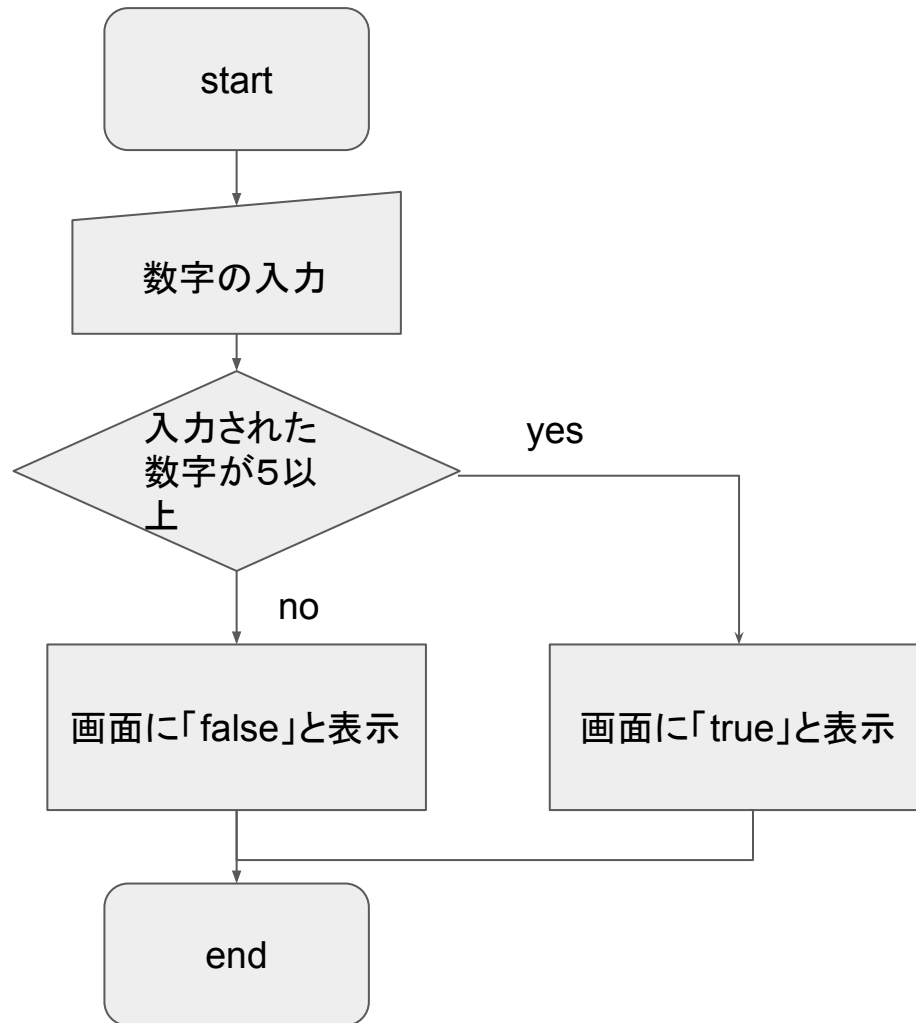 start
数字の入力
入力された
数字が５以
上
yes
no
画面に「false」と表示
画面に「true」と表示
end